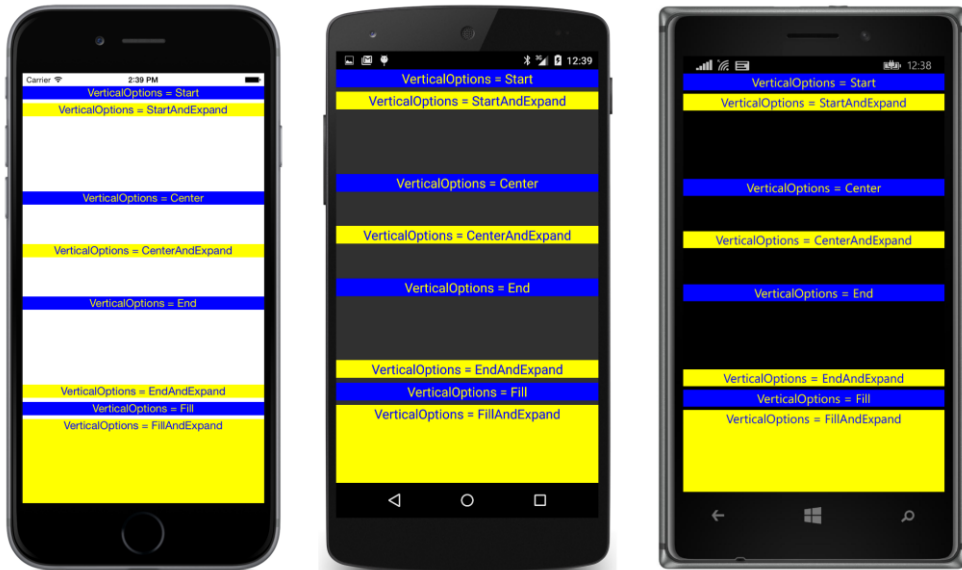 Carrier 2:39 PM
VerticalOptions = Start
VerticalOptions = StartAndExpand
VerticalOptions = Center
VerticalOptions = CenterAndExpand
VerticalOptions = End
VerticalOptions = EndAndExpand
VerticalOptions = Fill
VerticalOptions = FillAndExpand
3G 12:39
VerticalOptions = Start
VerticalOptions = StartAndExpand
VerticalOptions = Center
VerticalOptions = CenterAndExpand
VerticalOptions = End
VerticalOptions = EndAndExpand
VerticalOptions = Fill
VerticalOptions = FillAndExpand
12:38
VerticalOptions = Start
VerticalOptions = StartAndExpand
VerticalOptions = Center
VerticalOptions = CenterAndExpand
VerticalOptions = End
VerticalOptions = EndAndExpand
VerticalOptions = Fill
VerticalOptions = FillAndExpand